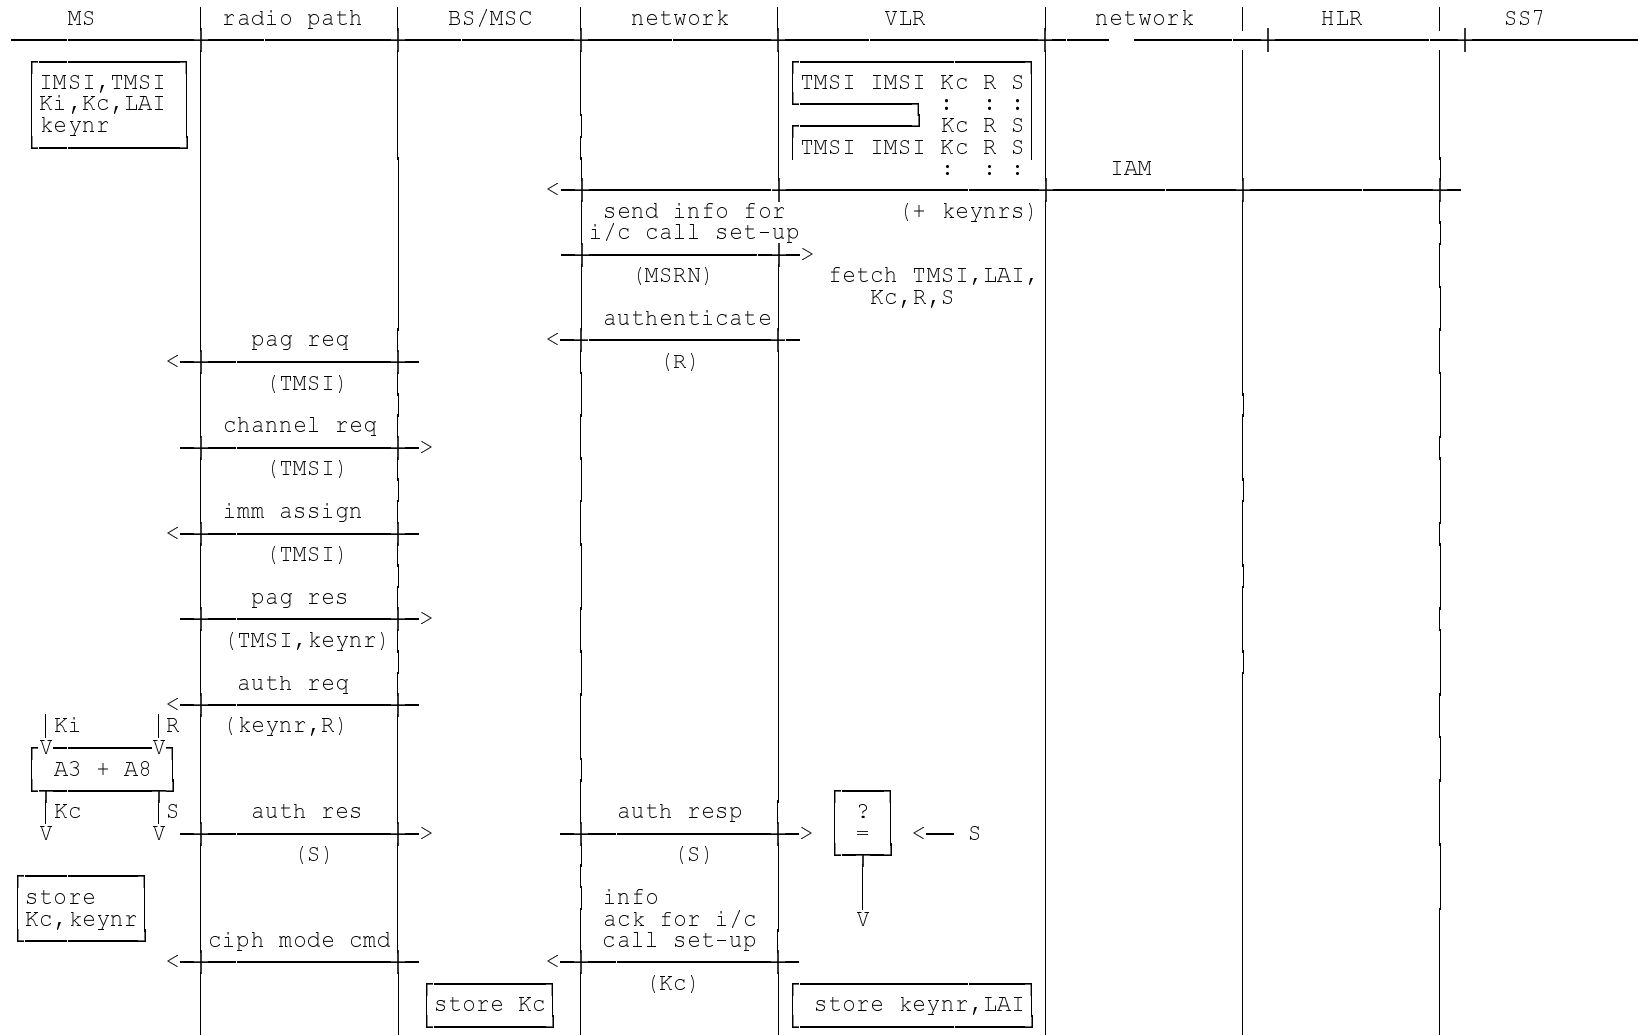 MS radio path BS/MSC network VLR network HLR SS7
IMSI,TMSI
Ki,Kc,LAI
keynr
TMSI IMSI Kc R S
: : :
Kc R S
TMSI IMSI Kc R S
: : :
IAM
(+ keynrs)
send info for
i/c call set-up
(MSRN)
fetch TMSI,LAI,
Kc,R,S
authenticate
(R)
pag req
(TMSI)
channel req
(TMSI)
imm assign
(TMSI)
pag res
(TMSI,keynr)
auth req
(keynr,R)
Ki R
V V
A3 + A8
Kc S
V V
auth res
(S)
auth resp
(S)
?
=
<— S
V
store
Kc,keynr
info
ack for i/c
call set-up
(Kc)
ciph mode cmd
store Kc
store keynr,LAI